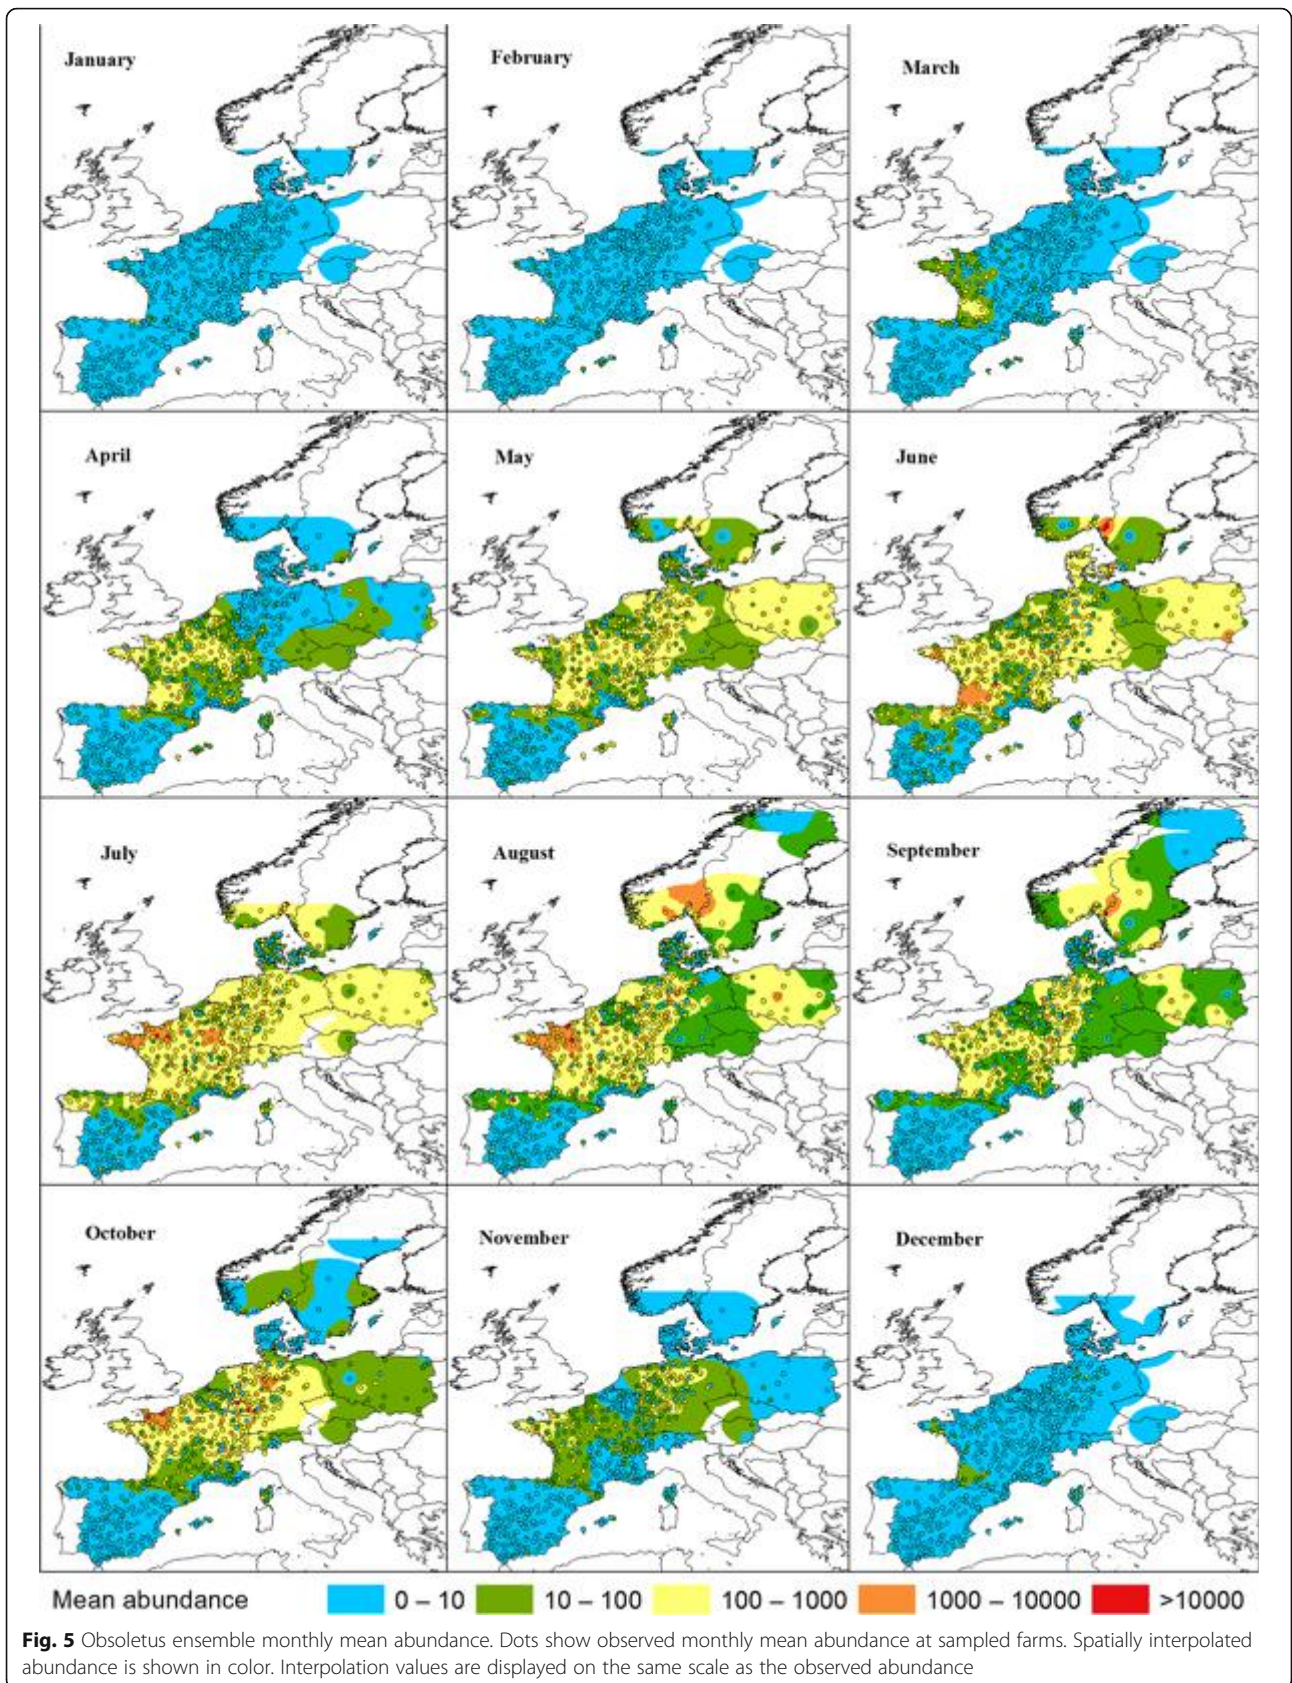 January
February
March
April
May
June
July
August
September
October
November
December
Mean abundance 0 – 10 10 – 100 100 – 1000 1000 – 10000 >10000
Fig. 5 Obsoletus ensemble monthly mean abundance. Dots show observed monthly mean abundance at sampled farms. Spatially interpolated
abundance is shown in color. Interpolation values are displayed on the same scale as the observed abundance